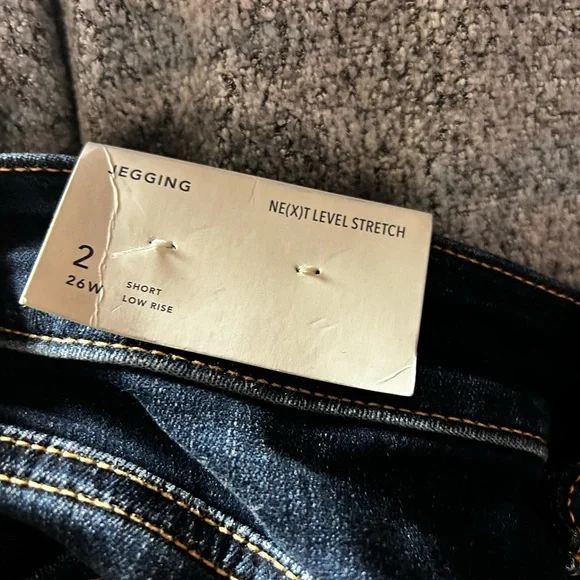 JEGGING
NE(X)T LEVEL STRETCH
2
26W
SHORT
LOW RISE